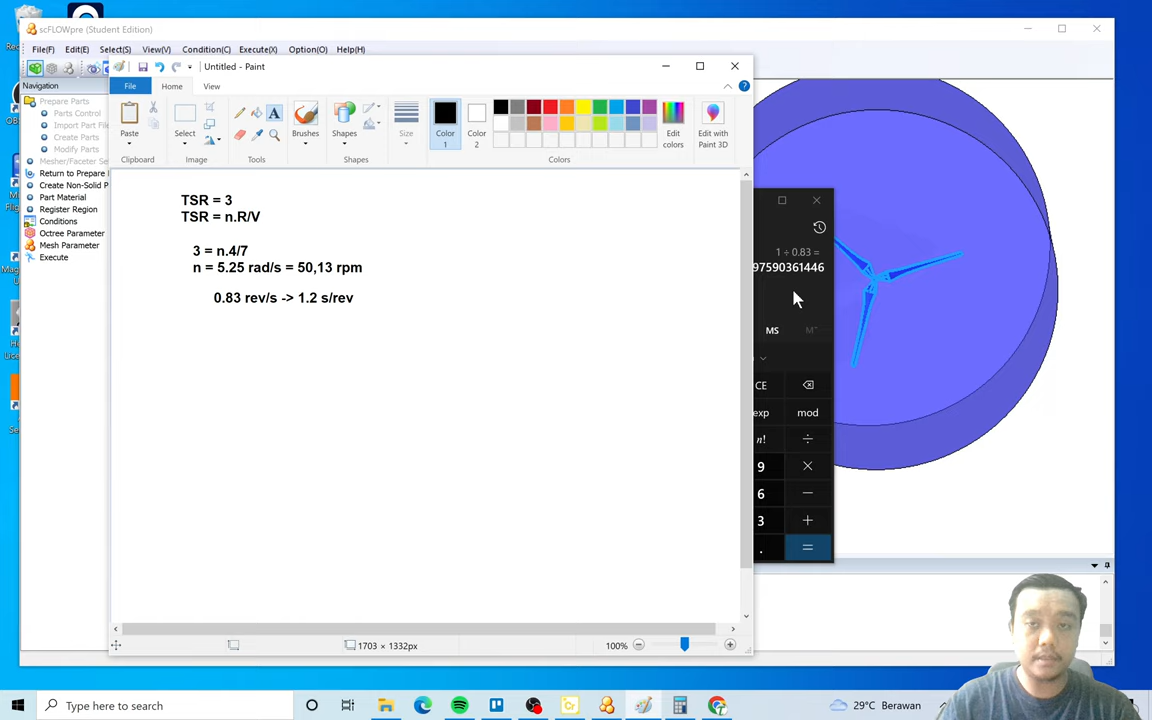 scFLOWpre (Student Edition)
File(F) Edit(E) Select(S) View(V) Condition(C) Execute(X) Option(O) Help(H)
Navigation
Prepare Parts
Parts Control
Import Part File
Create Parts
Modify Parts
Mesher/Faceter Se
Return to Prepare
Create Non-Solid P
Part Material
Register Region
Conditions
Octree Parameter
Mesh Parameter
Execute
Untitled - Paint
File Home View
Paste
Select
Brushes
Shapes
Size
Color 1
Color 2
Edit colors
Edit with Paint 3D
Clipboard Image Tools Shapes Colors
TSR = 3
TSR = n.R/V
3 = n.4/7
n = 5.25 rad/s = 50,13 rpm
0.83 rev/s -> 1.2 s/rev
1703 × 1332px
100%
1 ÷ 0.83 =
97590361446
MS
CE
exp mod
n! ÷
9 ×
6 −
3 +
. =
Type here to search
29°C Berawan